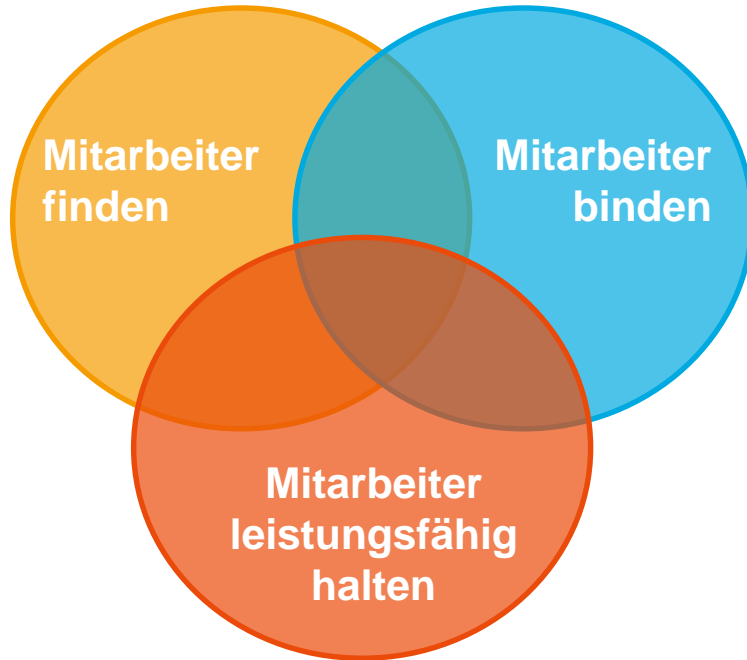 Mitarbeiter
finden
Mitarbeiter
binden
Mitarbeiter
leistungsfähig
halten